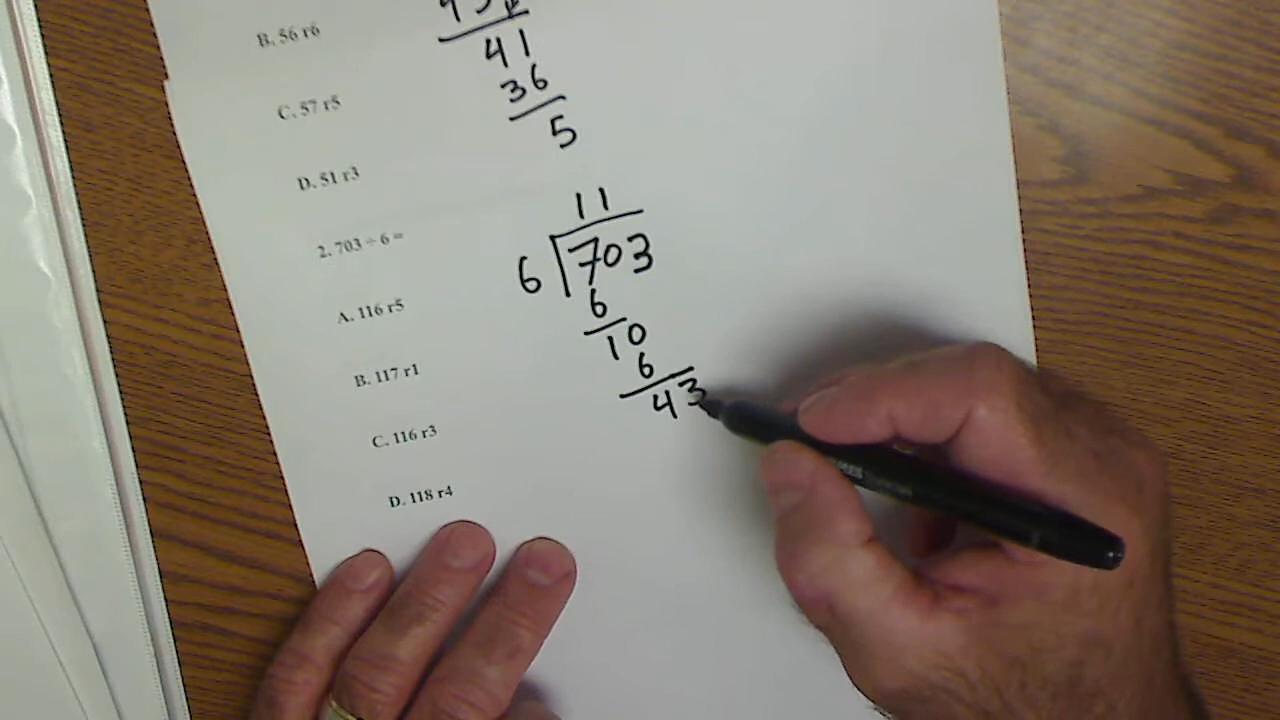 B. 56 r6
C. 57 r5
D. 51 r3
2. 703 ÷ 6 =
A. 116 r5
B. 117 r1
C. 116 r3
D. 118 r4
41
36
5
11
6 703
6
10
6
43